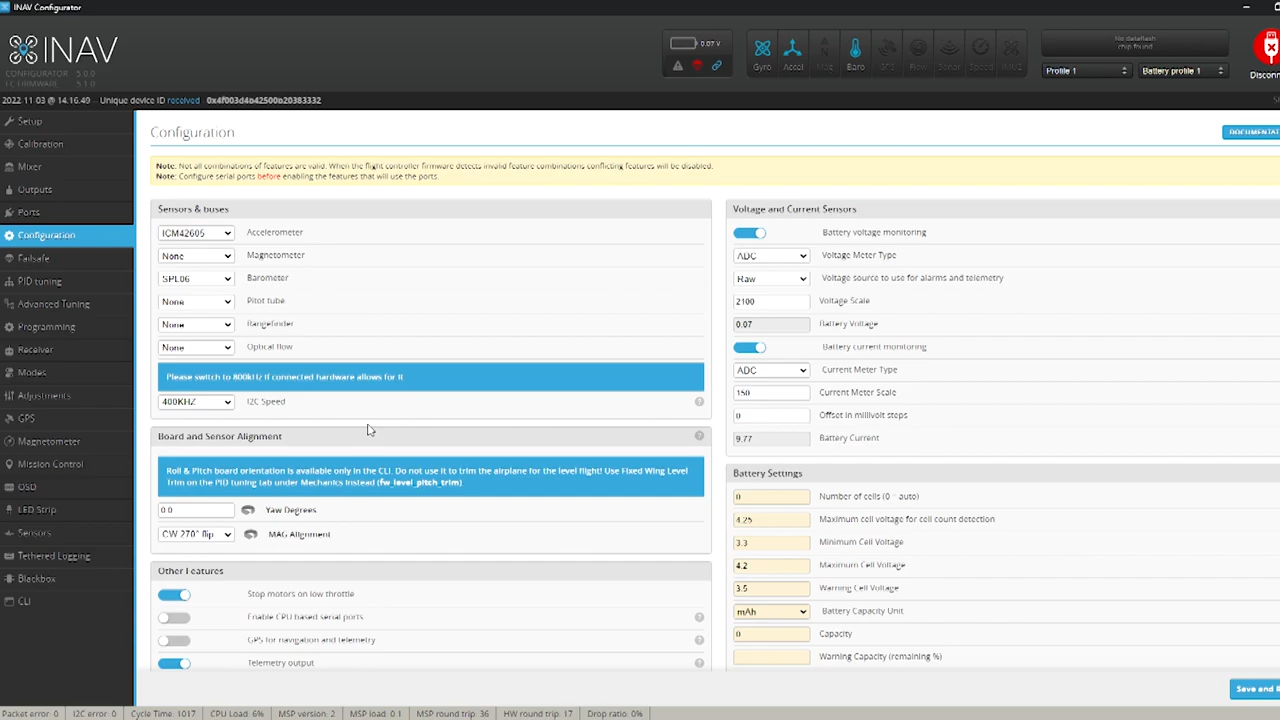 INAV Configurator
INAV
CONFIGURATOR 5.0.0
FC FIRMWARE 5.1.0
0.07 V
Gyro
Accel
Mag
Baro
GPS
Flow
Sonar
Speed
No dataflash
chip found
Profile 1
Battery profile 1
Disconn
2022-11-03 @ 14:16:49 - Unique device ID received - 0x4f003d4b42500b20383332
Setup
Calibration
Mixer
Outputs
Ports
Configuration
Failsafe
PID tuning
Advanced Tuning
Programming
Receiver
Modes
Adjustments
GPS
Magnetometer
Mission Control
OSD
LED Strip
Sensors
Tethered Logging
Blackbox
CLI
Configuration
DOCUMENTAT
Note: Not all combinations of features are valid. When the flight controller firmware detects invalid feature combinations conflicting features will be disabled.
Note: Configure serial ports before enabling the features that will use the ports.
Sensors & buses
ICM42605 Accelerometer
None Magnetometer
SPL06 Barometer
None Pitot tube
None Rangefinder
None Optical flow
Please switch to 800kHz if connected hardware allows for it
400KHZ I2C Speed
Board and Sensor Alignment
Roll & Pitch board orientation is available only in the CLI. Do not use it to trim the airplane for the level flight! Use Fixed Wing Level
Trim on the PID tuning tab under Mechanics instead (fw_level_pitch_trim)
0.0 Yaw Degrees
CW 270° flip MAG Alignment
Other Features
Stop motors on low throttle
Enable CPU based serial ports
GPS for navigation and telemetry
Telemetry output
Voltage and Current Sensors
Battery voltage monitoring
ADC Voltage Meter Type
Raw Voltage source to use for alarms and telemetry
2100 Voltage Scale
0.07 Battery Voltage
Battery current monitoring
ADC Current Meter Type
150 Current Meter Scale
0 Offset in millivolt steps
9.77 Battery Current
Battery Settings
0 Number of cells (0 = auto)
4.25 Maximum cell voltage for cell count detection
3.3 Minimum Cell Voltage
4.2 Maximum Cell Voltage
3.5 Warning Cell Voltage
mAh Battery Capacity Unit
0 Capacity
Warning Capacity (remaining %)
Save and R
Packet error: 0 I2C error: 0 Cycle Time: 1017 CPU Load: 6% MSP version: 2 MSP load: 0.1 MSP round trip: 36 HW round trip: 17 Drop ratio: 0%